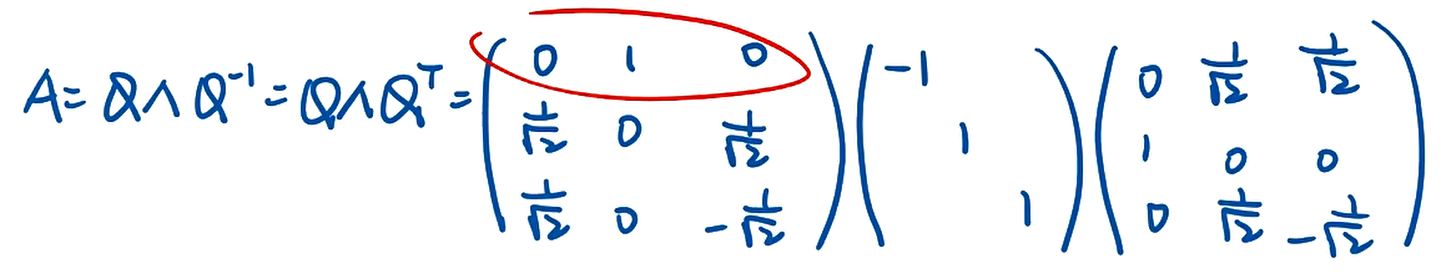 A = QΛQ⁻¹ = QΛQᵀ = \begin{pmatrix} 0 & 1 & 0 \\ \frac{1}{\sqrt{2}} & 0 & \frac{1}{\sqrt{2}} \\ \frac{1}{\sqrt{2}} & 0 & -\frac{1}{\sqrt{2}} \end{pmatrix} \begin{pmatrix} -1 & & \\ & 1 & \\ & & 1 \end{pmatrix} \begin{pmatrix} 0 & \frac{1}{\sqrt{2}} & \frac{1}{\sqrt{2}} \\ 1 & 0 & 0 \\ 0 & \frac{1}{\sqrt{2}} & -\frac{1}{\sqrt{2}} \end{pmatrix}